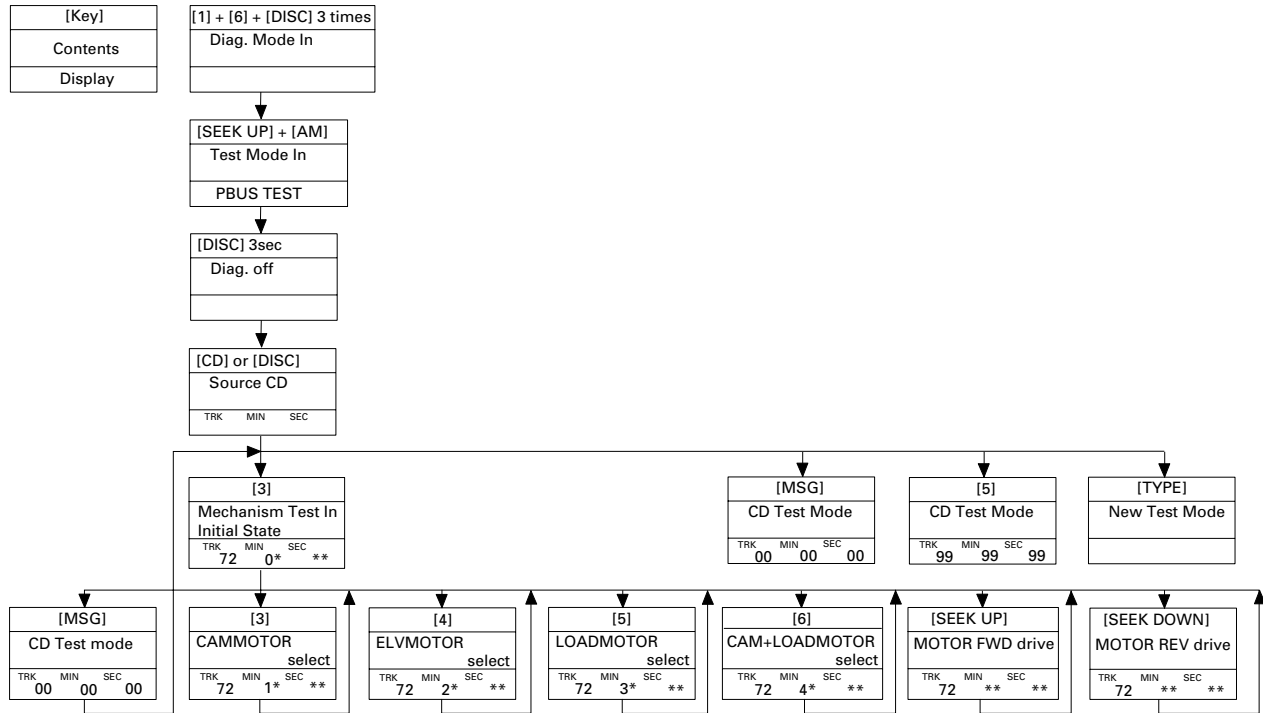 [Key]
Contents
Display
[1] + [6] + [DISC] 3 times
Diag. Mode In
[SEEK UP] + [AM]
Test Mode In
PBUS TEST
[DISC] 3sec
Diag. off
[CD] or [DISC]
Source CD
TRK MIN SEC
[3]
Mechanism Test In
Initial State
TRK MIN SEC
72 0* **
[MSG]
CD Test Mode
TRK MIN SEC
00 00 00
[5]
CD Test Mode
TRK MIN SEC
99 99 99
[TYPE]
New Test Mode
[MSG]
CD Test mode
TRK MIN SEC
00 00 00
[3]
CAMMOTOR
select
TRK MIN SEC
72 1* **
[4]
ELVMOTOR
select
TRK MIN SEC
72 2* **
[5]
LOADMOTOR
select
TRK MIN SEC
72 3* **
[6]
CAM+LOADMOTOR
select
TRK MIN SEC
72 4* **
[SEEK UP]
MOTOR FWD drive
TRK MIN SEC
72 ** **
[SEEK DOWN]
MOTOR REV drive
TRK MIN SEC
72 ** **